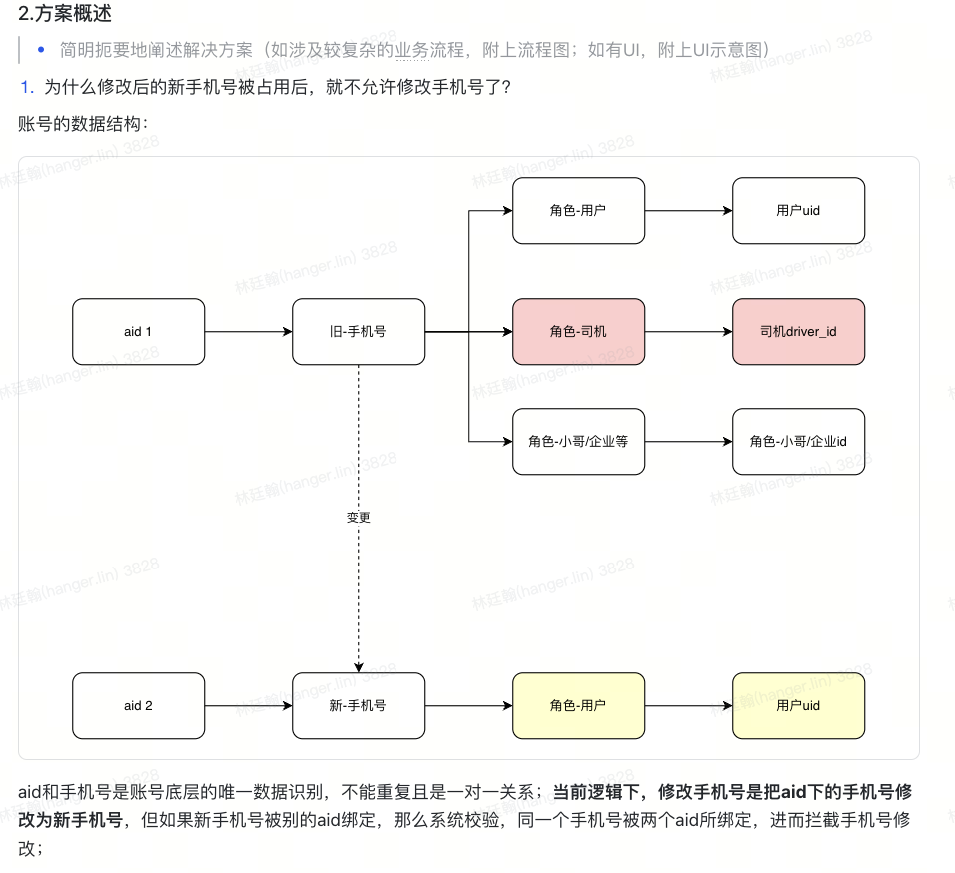 2.方案概述
简明扼要地阐述解决方案（如涉及较复杂的业务流程，附上流程图；如有UI，附上UI示意图）
1. 为什么修改后的新手机号被占用后，就不允许修改手机号了？
账号的数据结构：
角色-用户
用户uid
aid 1
旧-手机号
角色-司机
司机driver_id
角色-小哥/企业等
角色-小哥/企业id
变更
aid 2
新-手机号
角色-用户
用户uid
aid和手机号是账号底层的唯一数据识别，不能重复且是一对一关系；当前逻辑下，修改手机号是把aid下的手机号修
改为新手机号，但如果新手机号被别的aid绑定，那么系统校验，同一个手机号被两个aid所绑定，进而拦截手机号修
改；
林廷翰(hanger.lin) 3828